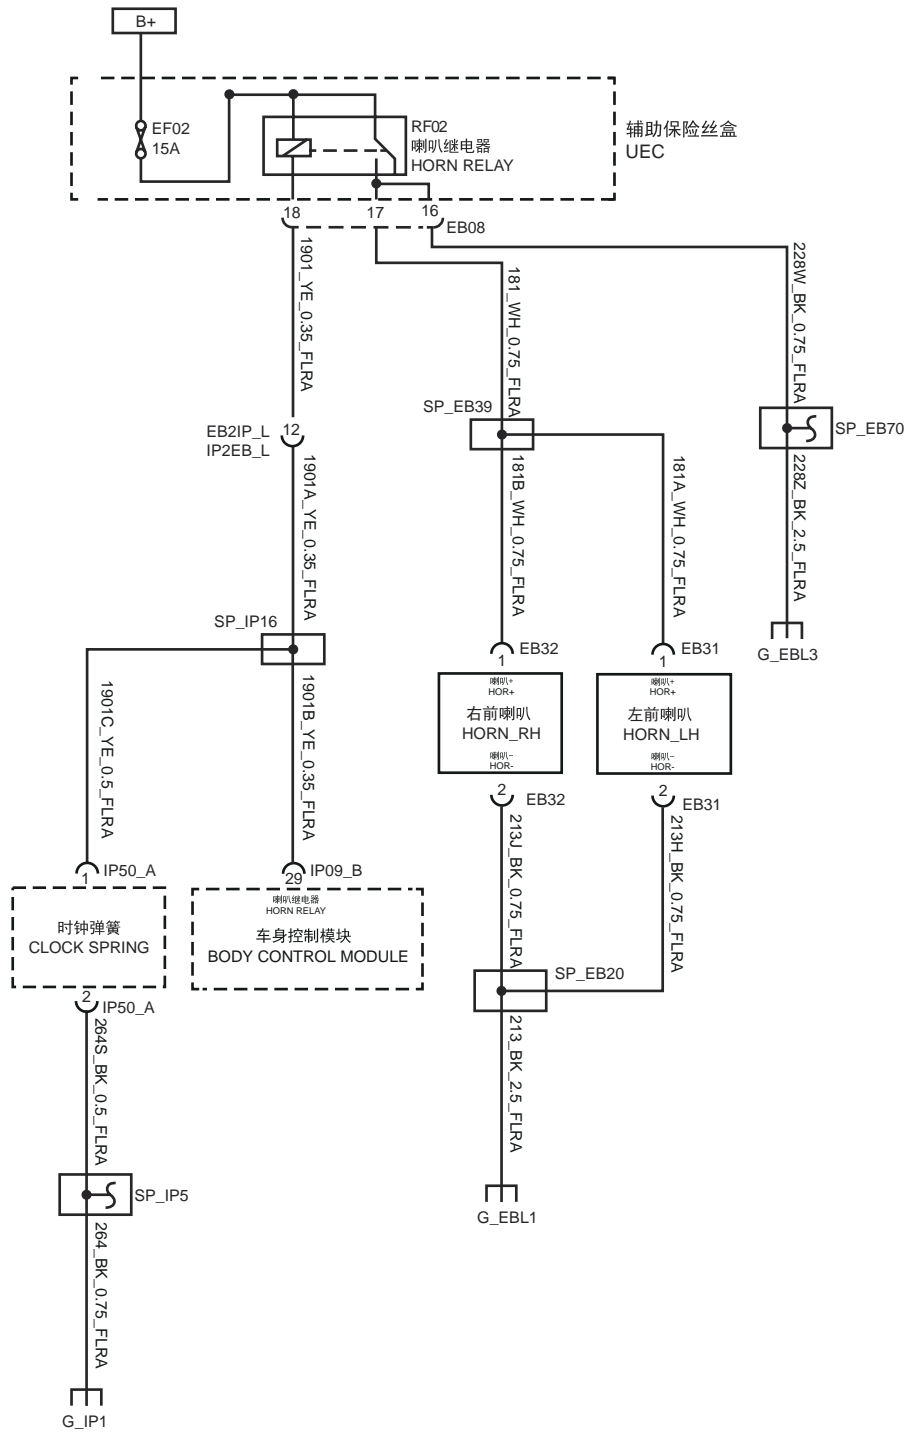 B+
EF02
15A
RF02
喇叭继电器
HORN RELAY
辅助保险丝盒
UEC
18
17
16
EB08
1901_YE_0.35_FLRA
181_WH_0.75_FLRA
228W_BK_0.75_FLRA
SP_EB39
SP_EB70
EB2IP_L
IP2EB_L
12
1901A_YE_0.35_FLRA
181B_WH_0.75_FLRA
181A_WH_0.75_FLRA
228Z_BK_2.5_FLRA
SP_IP16
G_EBL3
1
EB32
1
EB31
1901C_YE_0.5_FLRA
1901B_YE_0.35_FLRA
喇叭+
HOR+
右前喇叭
HORN_RH
喇叭-
HOR-
喇叭+
HOR+
左前喇叭
HORN_LH
喇叭-
HOR-
2
EB32
2
EB31
213J_BK_0.75_FLRA
213H_BK_0.75_FLRA
1
IP50_A
29
IP09_B
时钟弹簧
CLOCK SPRING
喇叭继电器
HORN RELAY
车身控制模块
BODY CONTROL MODULE
SP_EB20
2
IP50_A
264S_BK_0.5_FLRA
213_BK_2.5_FLRA
SP_IP5
G_EBL1
264_BK_0.75_FLRA
G_IP1